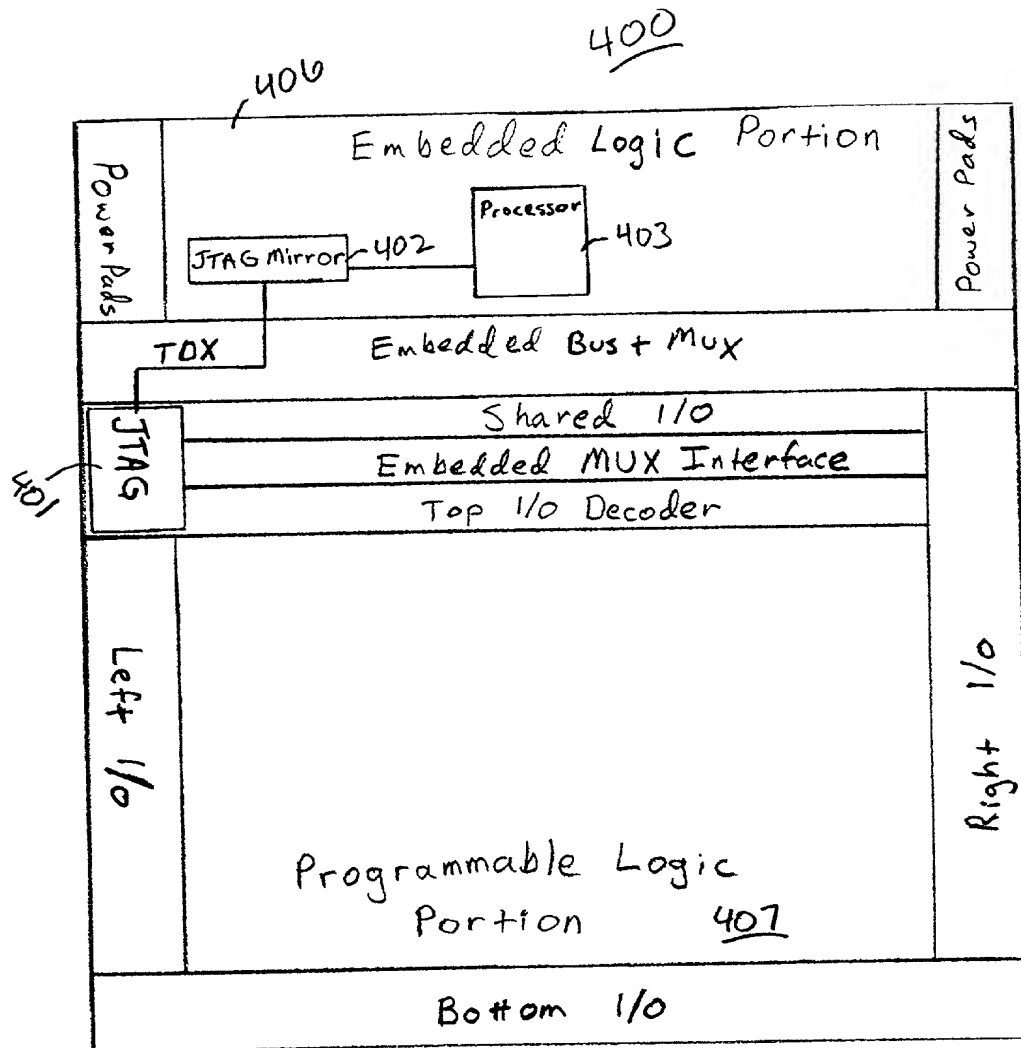 400
406
Embedded Logic Portion
Power Pads
Power Pads
Processor
JTAG Mirror
402
403
TDX
Embedded Bus + Mux
JTAG
401
Shared I/O
Embedded MUX Interface
Top I/O Decoder
Left I/O
Right I/O
Programmable Logic
Portion
407
Bottom I/O